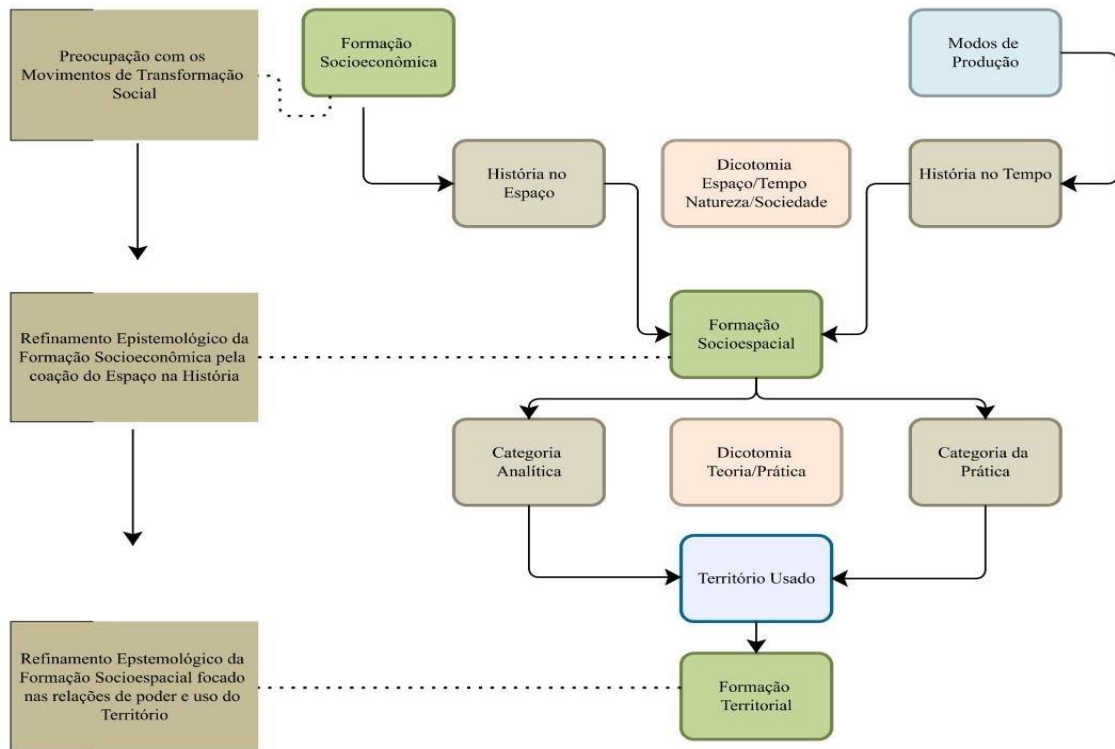 Preocupação com os
Movimentos de Transformação
Social
Formação
Socioeconômica
Modos de
Produção
História no
Espaço
Dicotomia
Espaço/Tempo
Natureza/Sociedade
História no Tempo
Refinamento Epistemológico da
Formação Socioeconômica pela
coação do Espaço na História
Formação
Socioespacial
Categoria
Analítica
Dicotomia
Teoria/Prática
Categoria da
Prática
Território Usado
Refinamento Epstemológico da
Formação Socioespacial focado
nas relações de poder e uso do
Território
Formação
Territorial